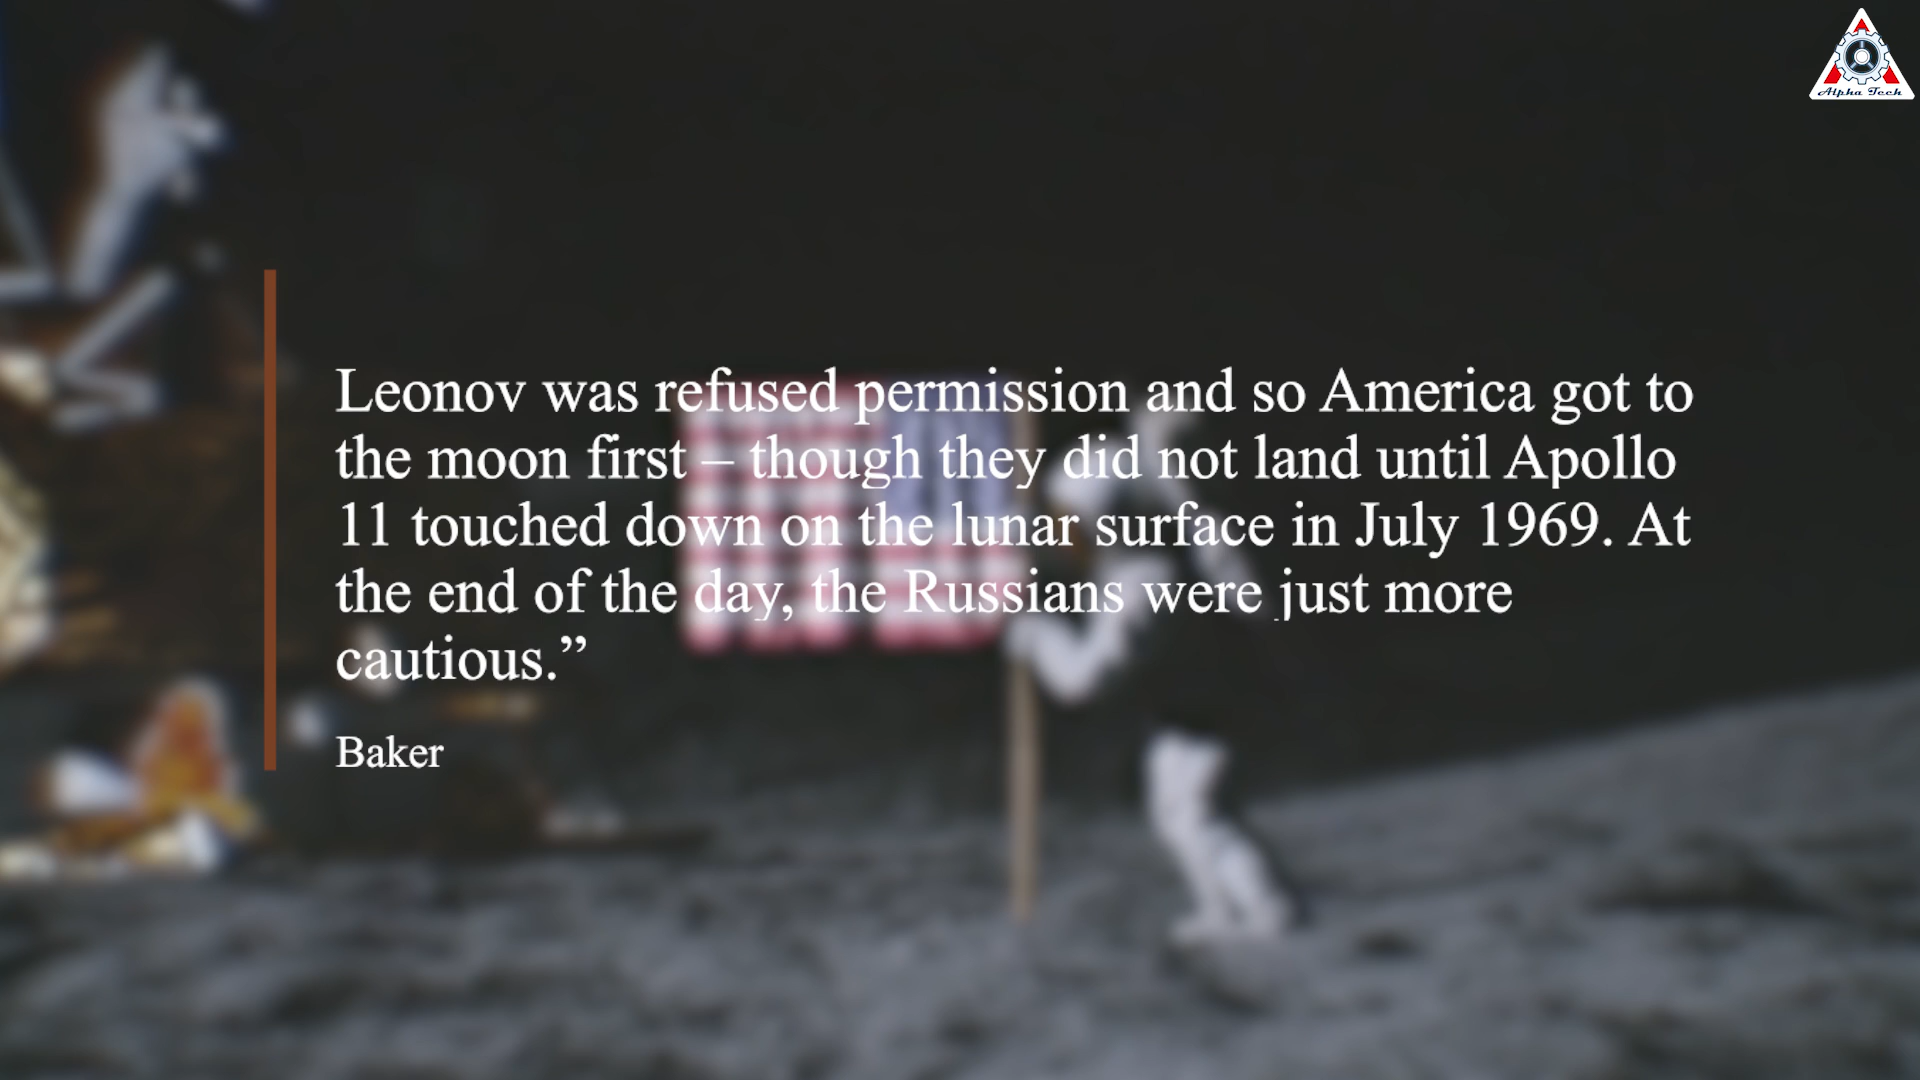 Alpha Tech
Leonov was refused permission and so America got to
the moon first – though they did not land until Apollo
11 touched down on the lunar surface in July 1969. At
the end of the day, the Russians were just more
cautious.”
Baker